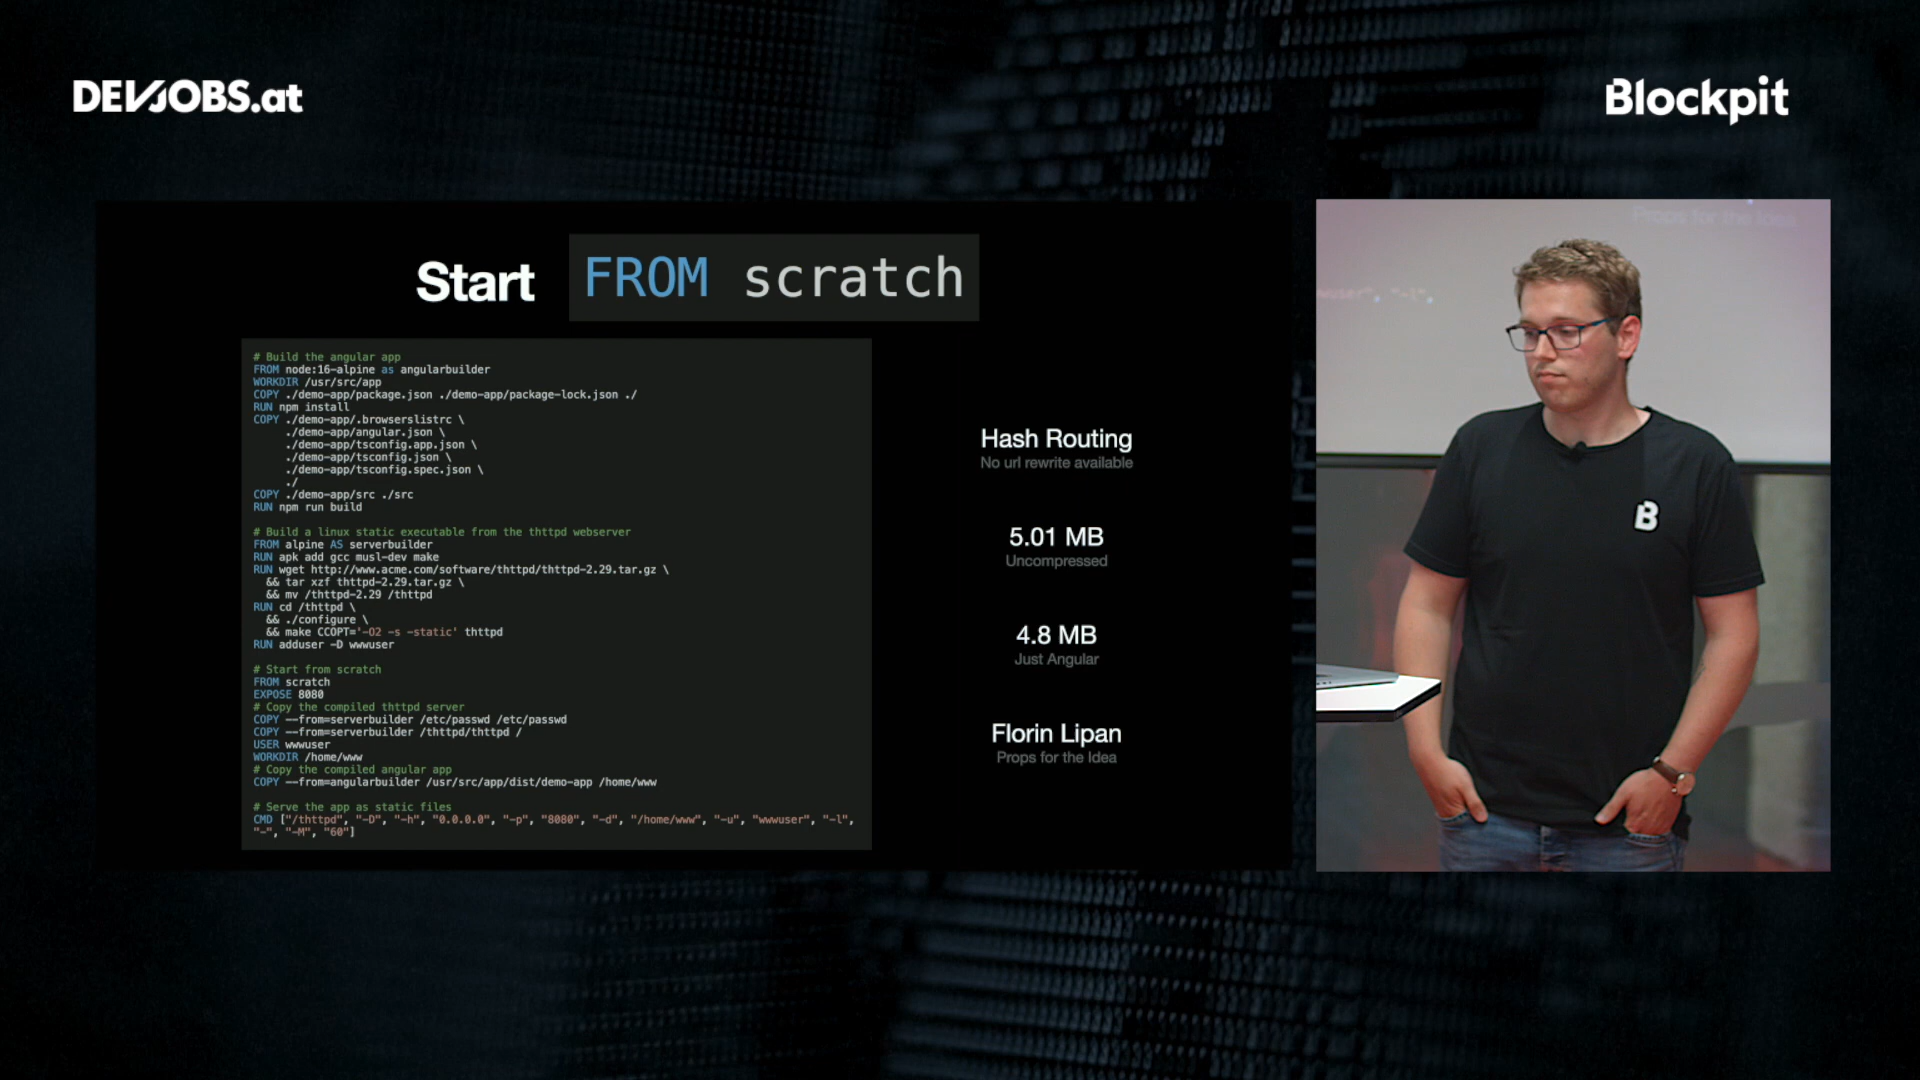 DEVJOBS.at
Blockpit
Start FROM scratch
# Build the angular app
FROM node:16-alpine as angularbuilder
WORKDIR /usr/src/app
COPY ./demo-app/package.json ./demo-app/package-lock.json ./
RUN npm install
COPY ./demo-app/.browserslistrc \
./demo-app/angular.json \
./demo-app/tsconfig.app.json \
./demo-app/tsconfig.json \
./demo-app/tsconfig.spec.json \
./
COPY ./demo-app/src ./src
RUN npm run build
# Build a linux static executable from the thttpd webserver
FROM alpine AS serverbuilder
RUN apk add gcc musl-dev make
RUN wget http://www.acme.com/software/thttpd/thttpd-2.29.tar.gz \
&& tar xzf thttpd-2.29.tar.gz \
&& mv /thttpd-2.29 /thttpd
RUN cd /thttpd \
&& ./configure \
&& make CCOPT='-O2 -s -static' thttpd
RUN adduser -D wwwuser
# Start from scratch
FROM scratch
EXPOSE 8080
# Copy the compiled thttpd server
COPY --from=serverbuilder /etc/passwd /etc/passwd
COPY --from=serverbuilder /thttpd/thttpd /
USER wwwuser
WORKDIR /home/www
# Copy the compiled angular app
COPY --from=angularbuilder /usr/src/app/dist/demo-app /home/www
# Serve the app as static files
CMD ["/thttpd", "-D", "-h", "0.0.0.0", "-p", "8080", "-d", "/home/www", "-u", "wwwuser", "-l",
"-", "-M", "60"]
Hash Routing
No url rewrite available
5.01 MB
Uncompressed
4.8 MB
Just Angular
Florin Lipan
Props for the Idea
Props for the Idea
B